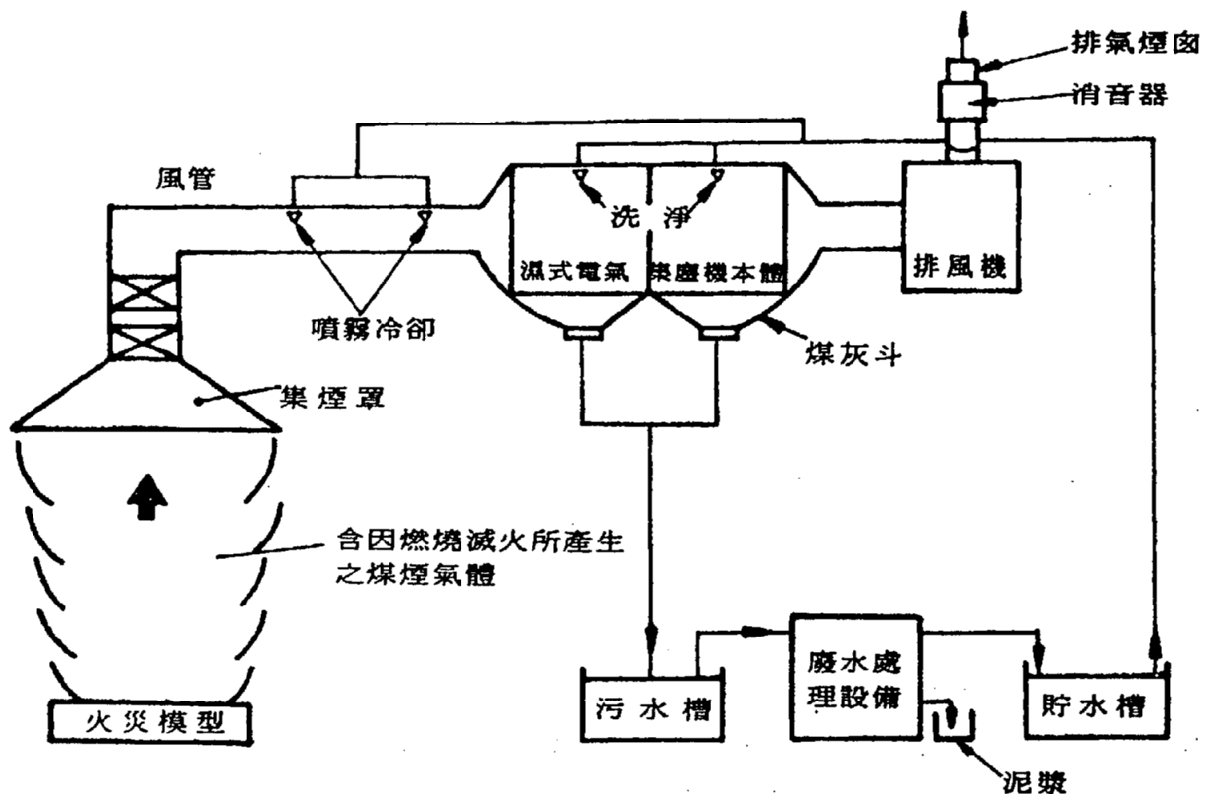 排氣煙囪
消音器
風管
洗淨
濕式電氣
集塵機本體
排風機
噴霧冷卻
煤灰斗
集煙罩
含因燃燒滅火所產生
之煤煙氣體
火災模型
污水槽
廢水處
理設備
貯水槽
泥漿